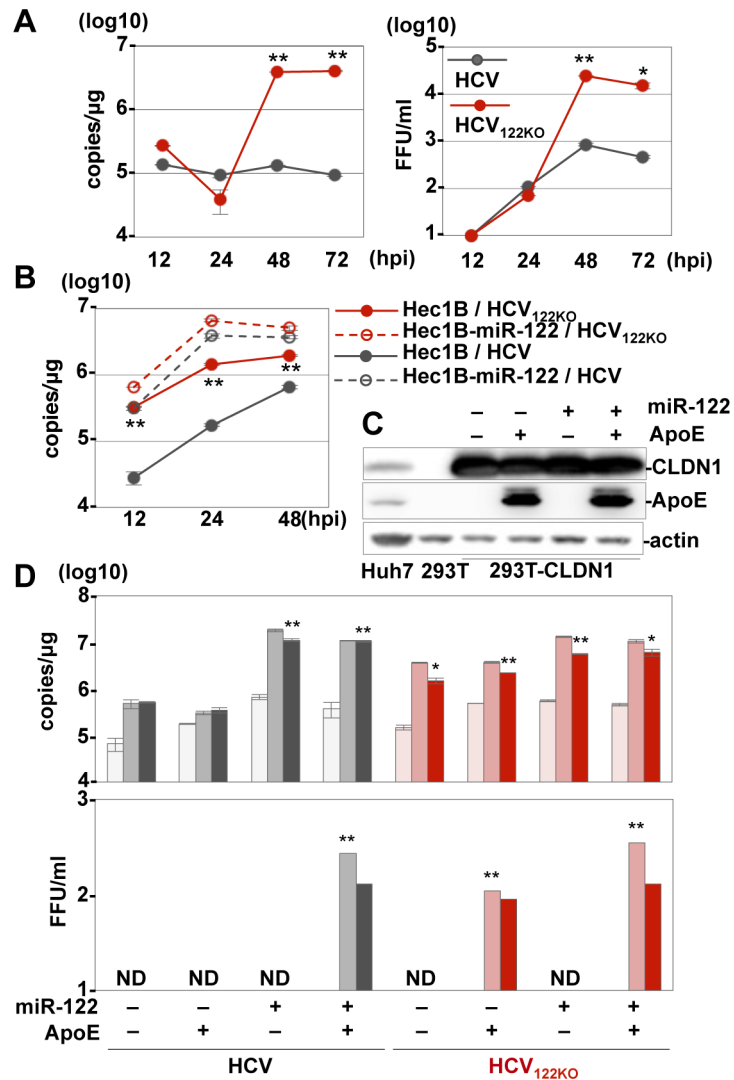 A
(log10)
7
6
5
4
copies/µg
**
**
12 24 48 72 (hpi)
(log10)
5
4
3
2
1
FFU/ml
HCV
HCV122KO
**
*
12 24 48 72 (hpi)
B
(log10)
7
6
5
4
copies/µg
**
**
**
12 24 48(hpi)
Hec1B / HCV122KO
Hec1B-miR-122 / HCV122KO
Hec1B / HCV
Hec1B-miR-122 / HCV
C
– – + + miR-122
– + – + ApoE
-CLDN1
-ApoE
-actin
Huh7 293T 293T-CLDN1
D
(log10)
8
7
6
5
4
copies/µg
** ** * ** ** *
3
2
1
FFU/ml
** ** **
ND ND ND ND ND
miR-122 – – + + – – + +
ApoE – + – + – + – +
HCV HCV122KO